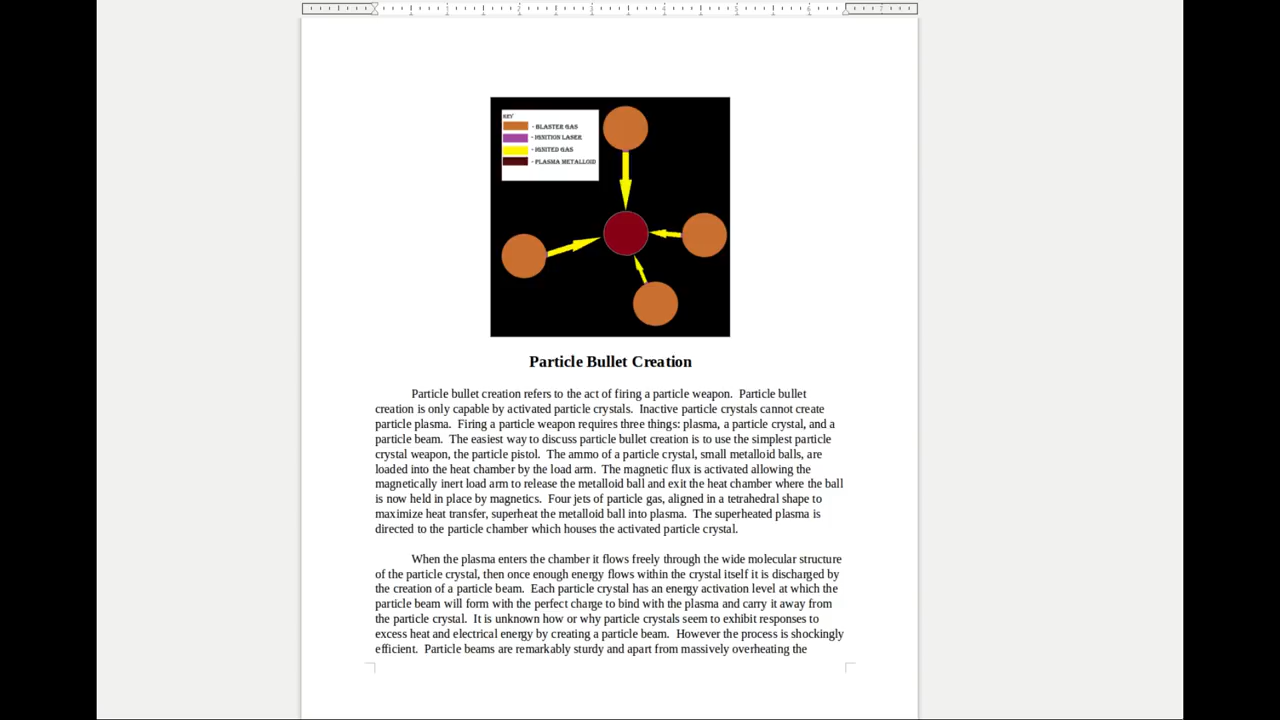 KEY
- BLASTER GAS
- IGNITION LASER
- IGNITED GAS
- PLASMA METALLOID
Particle Bullet Creation
Particle bullet creation refers to the act of firing a particle weapon.  Particle bullet
creation is only capable by activated particle crystals.  Inactive particle crystals cannot create
particle plasma.  Firing a particle weapon requires three things: plasma, a particle crystal, and a
particle beam.  The easiest way to discuss particle bullet creation is to use the simplest particle
crystal weapon, the particle pistol.  The ammo of a particle crystal, small metalloid balls, are
loaded into the heat chamber by the load arm.  The magnetic flux is activated allowing the
magnetically inert load arm to release the metalloid ball and exit the heat chamber where the ball
is now held in place by magnetics.  Four jets of particle gas, aligned in a tetrahedral shape to
maximize heat transfer, superheat the metalloid ball into plasma.  The superheated plasma is
directed to the particle chamber which houses the activated particle crystal.
When the plasma enters the chamber it flows freely through the wide molecular structure
of the particle crystal, then once enough energy flows within the crystal itself it is discharged by
the creation of a particle beam.  Each particle crystal has an energy activation level at which the
particle beam will form with the perfect charge to bind with the plasma and carry it away from
the particle crystal.  It is unknown how or why particle crystals seem to exhibit responses to
excess heat and electrical energy by creating a particle beam.  However the process is shockingly
efficient.  Particle beams are remarkably sturdy and apart from massively overheating the